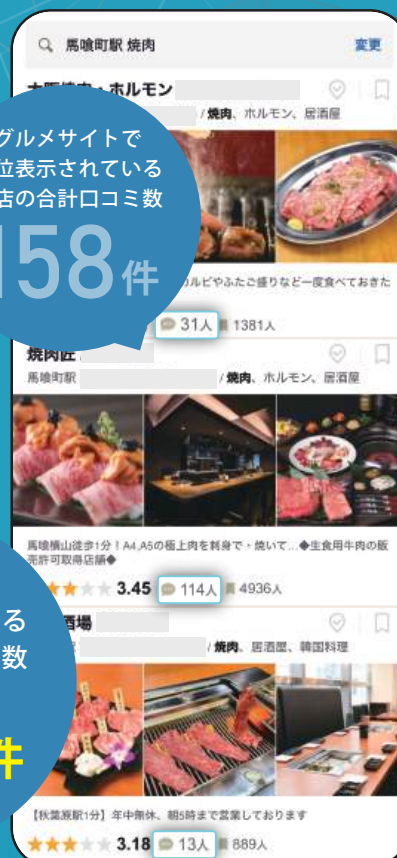 馬喰町駅 焼肉
変更
ホルモン
/ 焼肉、ホルモン、居酒屋
グルメサイトで
位表示されている
店の合計口コミ数
158件
ルビやふたご盛りなど一度食べておきた
31人 1381人
焼肉匠
馬喰町駅 / 焼肉、ホルモン、居酒屋
馬喰横山徒歩1分!A4,A5の極上肉を刺身で・焼いて...◆生食用牛肉の販
売許可取得店舗◆
3.45 114人 4936人
る
数
件
酒場
/ 焼肉、居酒屋、韓国料理
【秋葉原駅1分】年中無休、朝5時まで営業しております
3.18 13人 889人